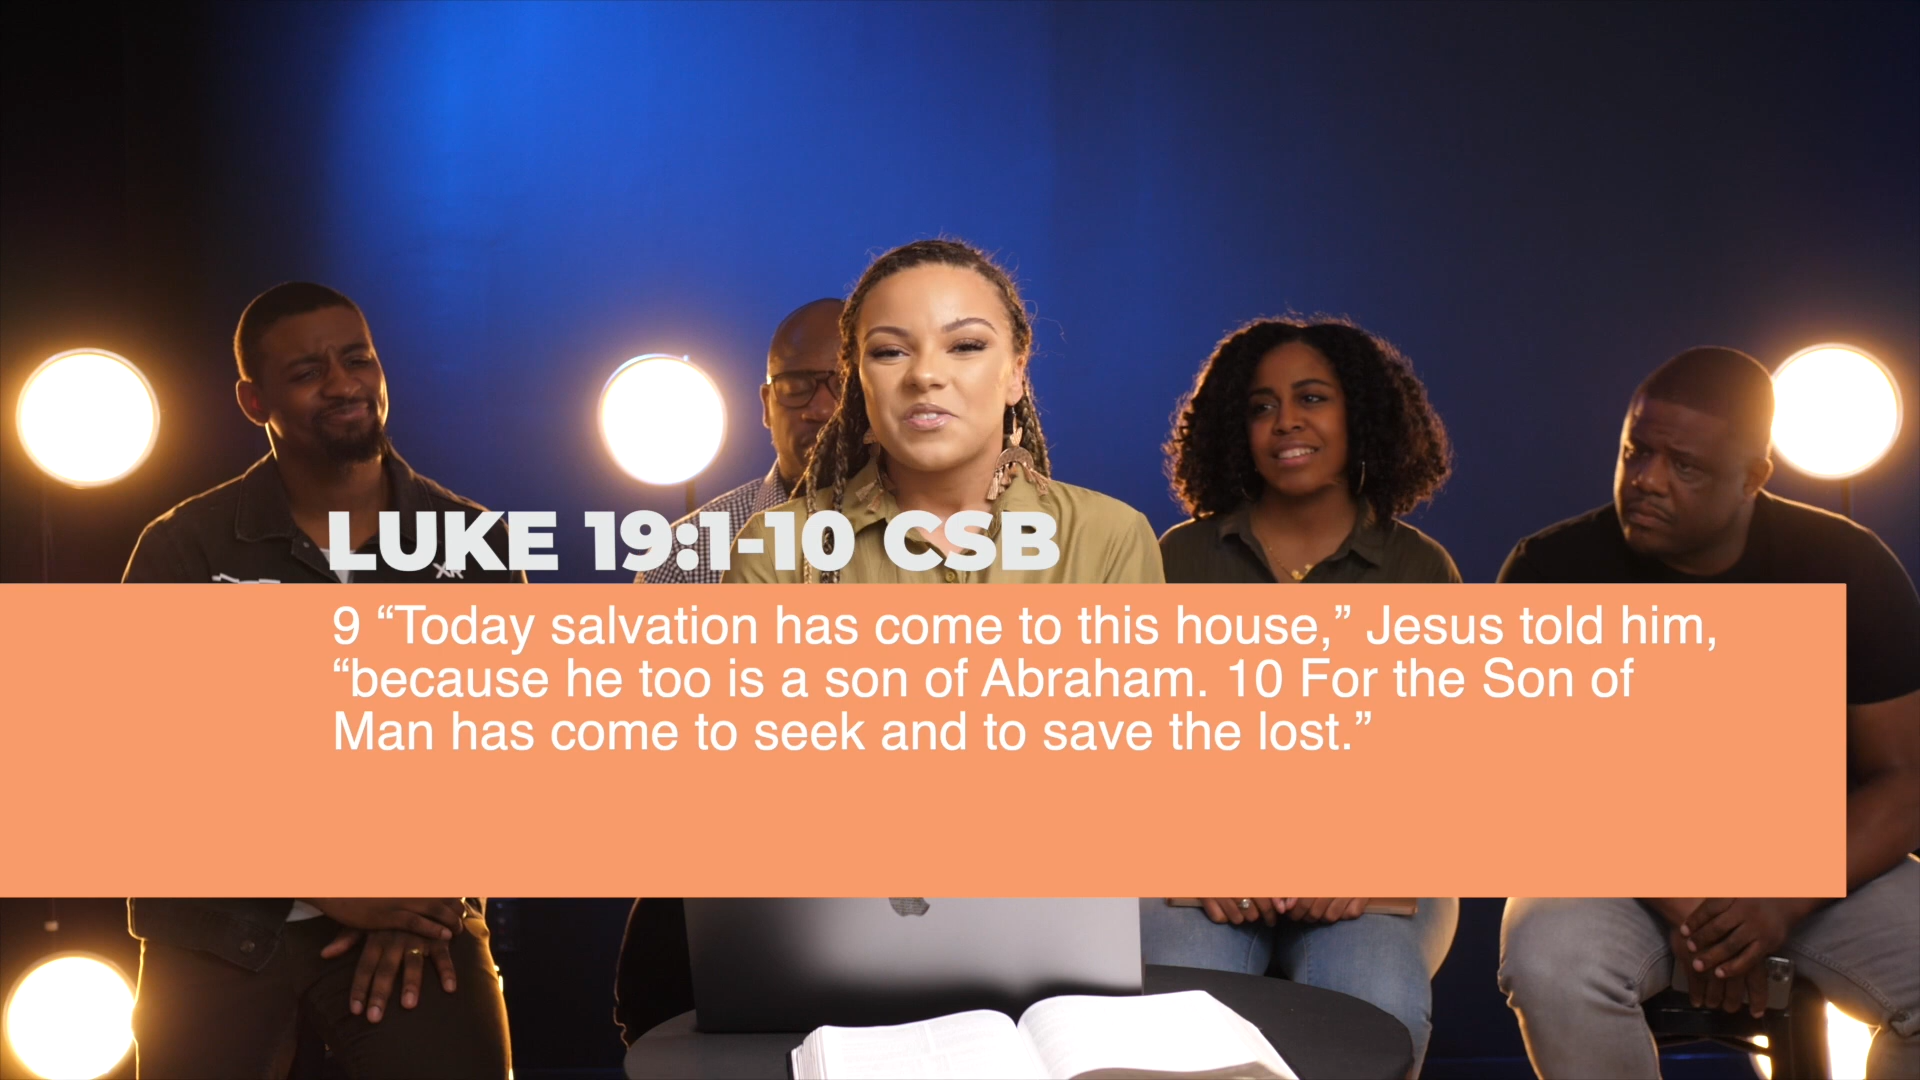 LUKE 19:1-10 CSB
9 “Today salvation has come to this house,” Jesus told him,
“because he too is a son of Abraham. 10 For the Son of
Man has come to seek and to save the lost.”